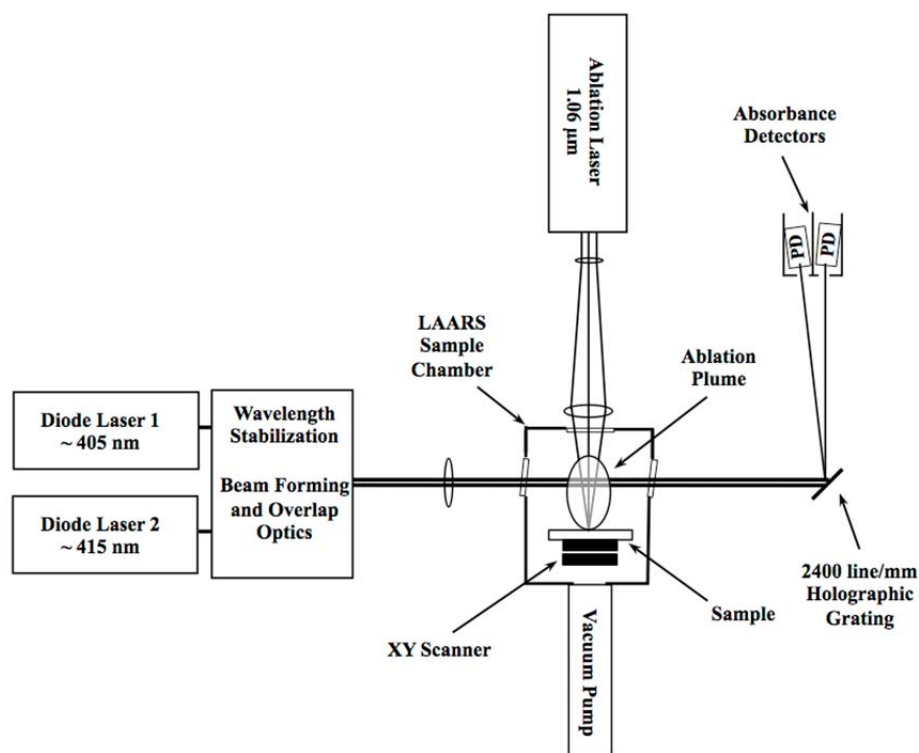 Ablation Laser
1.06 μm
Absorbance
Detectors
PD
PD
LAARS
Sample
Chamber
Ablation
Plume
Diode Laser 1
~ 405 nm
Wavelength
Stabilization
Beam Forming
and Overlap
Optics
Diode Laser 2
~ 415 nm
2400 line/mm
Holographic
Grating
Sample
XY Scanner
Vacuum Pump